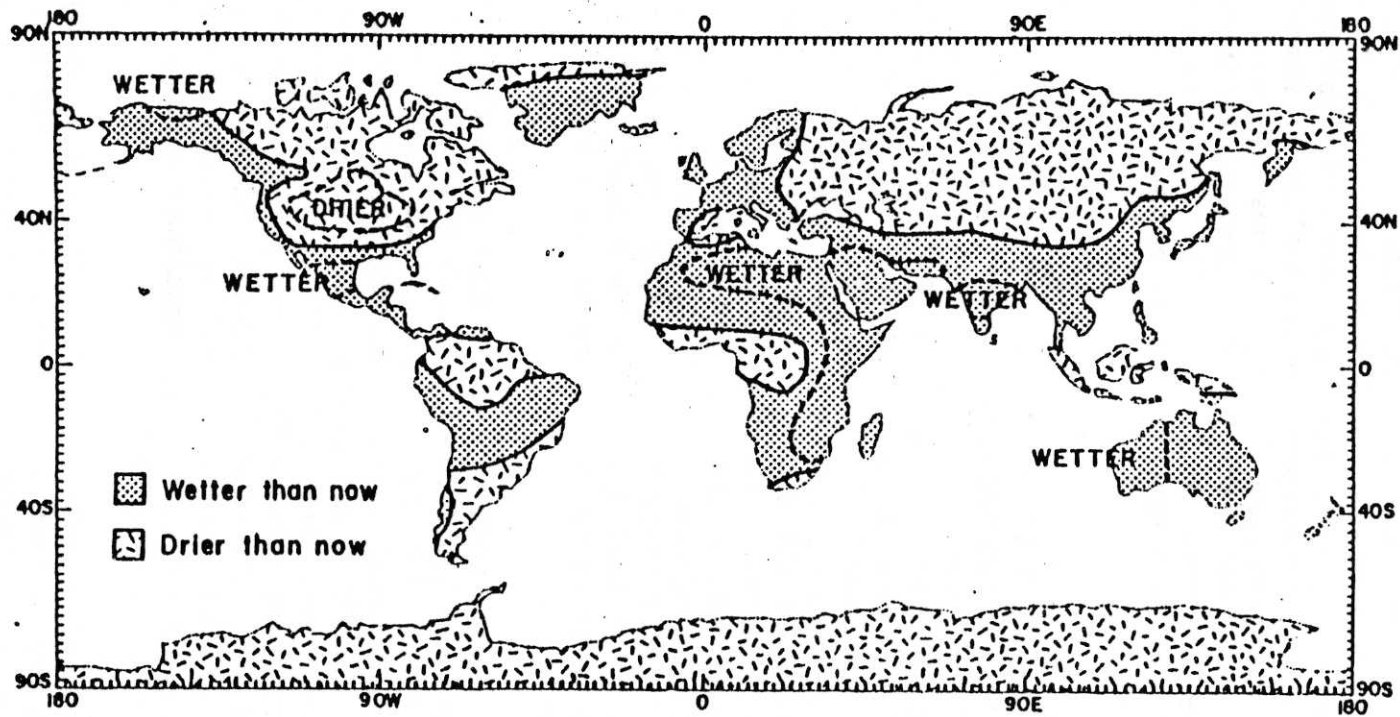 180 90W 0 90E 180
90N 90N
WETTER
40N DRIER 40N
WETTER WETTER WETTER
0 0
WETTER
Wetter than now
40S 40S
Drier than now
90S 90S
180 90W 0 90E 180